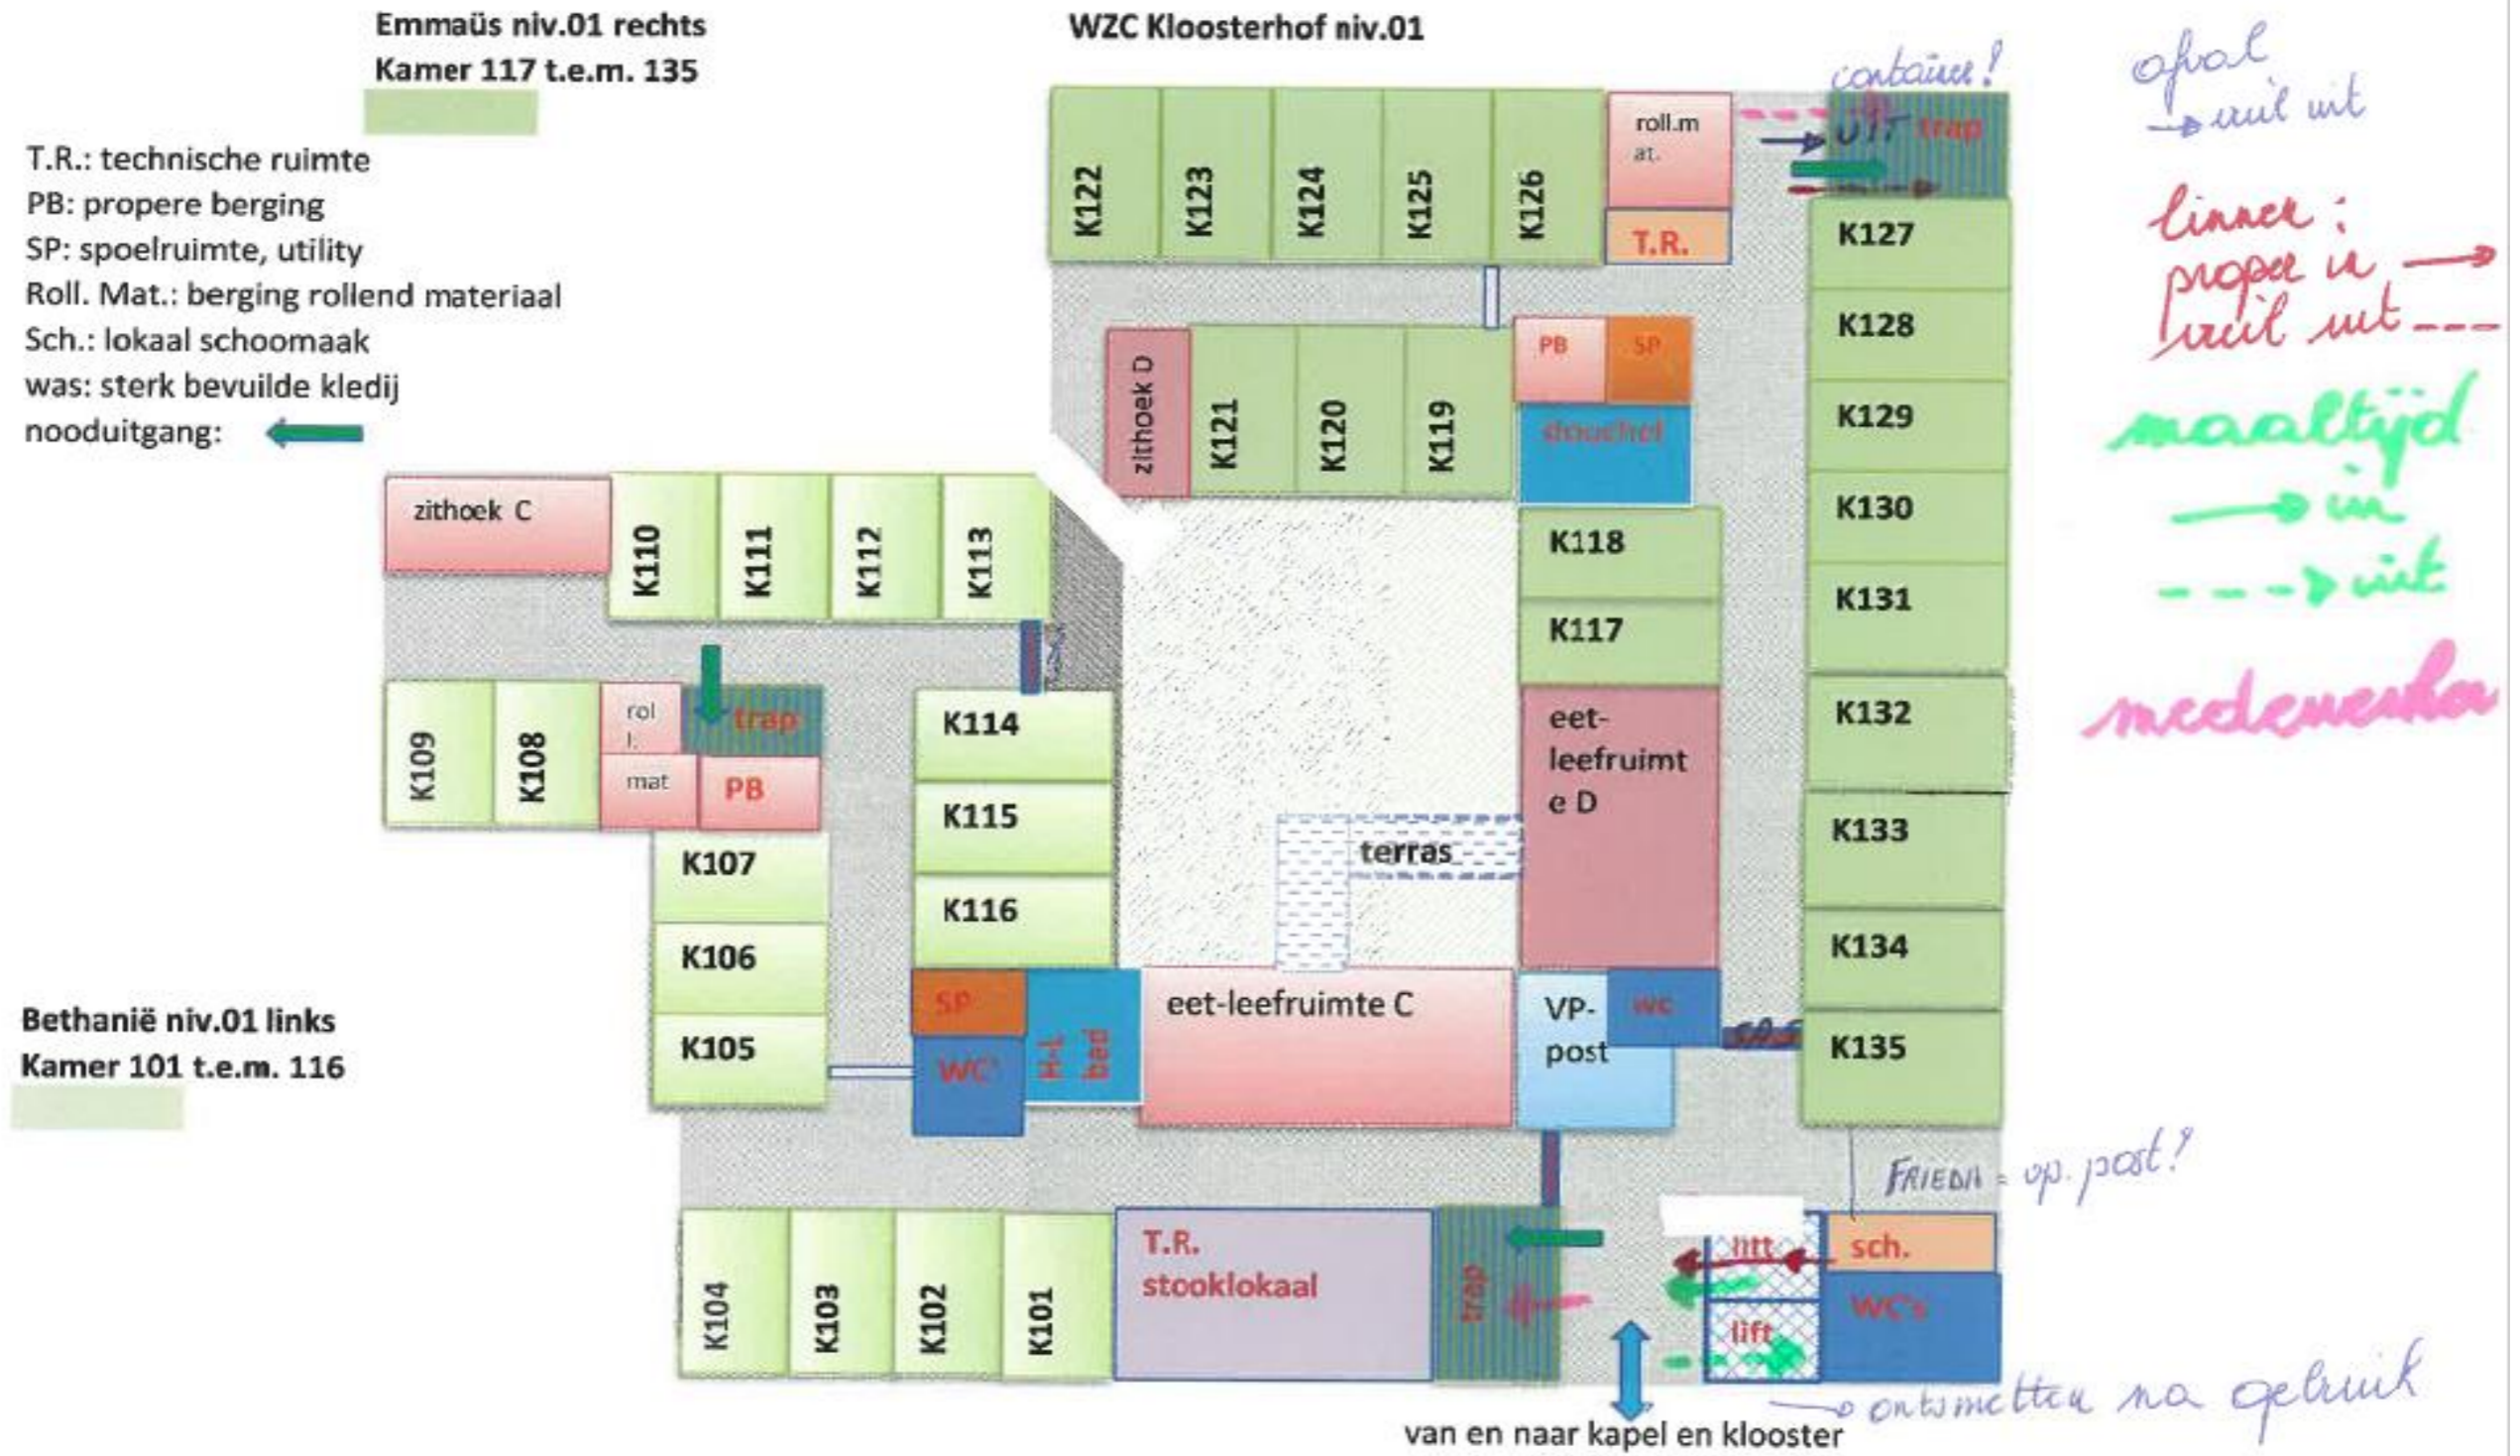 Emmaüs niv.01 rechts
Kamer 117 t.e.m. 135
WZC Kloosterhof niv.01
T.R.: technische ruimte
PB: propere berging
SP: spoelruimte, utility
Roll. Mat.: berging rollend materiaal
Sch.: lokaal schoomaak
was: sterk bevuilde kledij
nooduitgang:
container!
afval
vuil uit
linnen:
proper in
vuil uit
maaltijd
in
uit
medewerker
K122
K123
K124
K125
K126
roll.m
at.
T.R.
UIT
trap
K127
K128
K129
K130
K131
K132
K133
K134
K135
zithoek D
K121
K120
K119
PB
SP
douche!
K118
K117
eet-
leefruimt
e D
terras
zithoek C
K110
K111
K112
K113
K109
K108
rol
l.
mat
trap
PB
K114
K115
K116
K107
K106
K105
SP
WC'
H-L
bad
eet-leefruimte C
VP-
post
wc
Bethanië niv.01 links
Kamer 101 t.e.m. 116
FRIEDA = op. post!
K104
K103
K102
K101
T.R.
stooklokaal
trap
lift
lift
sch.
WC's
ontsmetten na gebruik
van en naar kapel en klooster